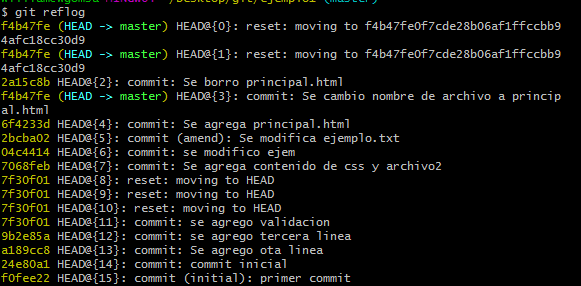 $ git reflog
f4b47fe (HEAD -> master) HEAD@{0}: reset: moving to f4b47fe0f7cde28b06af1ffccbb9
4afc18cc30d9
f4b47fe (HEAD -> master) HEAD@{1}: reset: moving to f4b47fe0f7cde28b06af1ffccbb9
4afc18cc30d9
2a15c8b HEAD@{2}: commit: Se borro principal.html
f4b47fe (HEAD -> master) HEAD@{3}: commit: Se cambio nombre de archivo a princip
al.html
6f4233d HEAD@{4}: commit: Se agrega principal.html
2bcba02 HEAD@{5}: commit (amend): Se modifica ejemplo.txt
04c4414 HEAD@{6}: commit: se modifico ejem
7068feb HEAD@{7}: commit: Se agrega contenido de css y archivo2
7f30f01 HEAD@{8}: reset: moving to HEAD
7f30f01 HEAD@{9}: reset: moving to HEAD
7f30f01 HEAD@{10}: reset: moving to HEAD
7f30f01 HEAD@{11}: commit: se agrego validacion
9b2e85a HEAD@{12}: commit: se agrego tercera linea
a189cc8 HEAD@{13}: commit: Se agrego ota linea
24e80a1 HEAD@{14}: commit: commit inicial
f0fee22 HEAD@{15}: commit (initial): primer commit